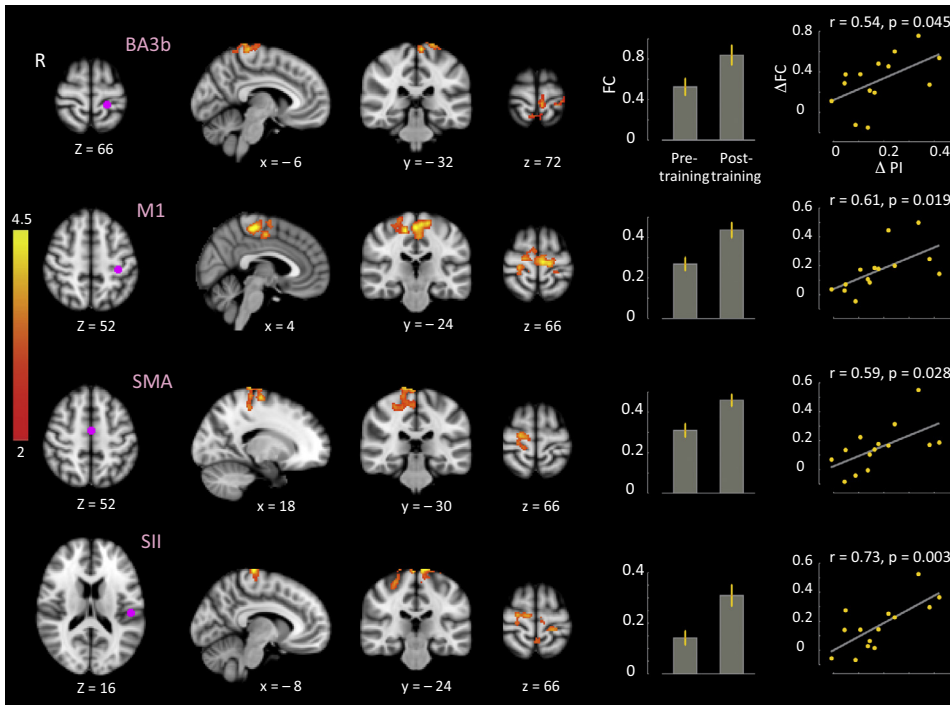 BA3b
R
Z = 66
x = – 6
y = – 32
z = 72
FC
0.8
0.4
0
Pre-training
Post-training
r = 0.54, p = 0.045
ΔFC
0.8
0.4
0
0 0.2 0.4
Δ PI
4.5
2
M1
Z = 52
x = 4
y = – 24
z = 66
0.4
0.2
0
r = 0.61, p = 0.019
0.6
0.4
0.2
0
SMA
Z = 52
x = 18
y = – 30
z = 66
0.4
0.2
0
r = 0.59, p = 0.028
0.6
0.4
0.2
0
SII
Z = 16
x = – 8
y = – 24
z = 66
0.4
0.2
0
r = 0.73, p = 0.003
0.6
0.4
0.2
0